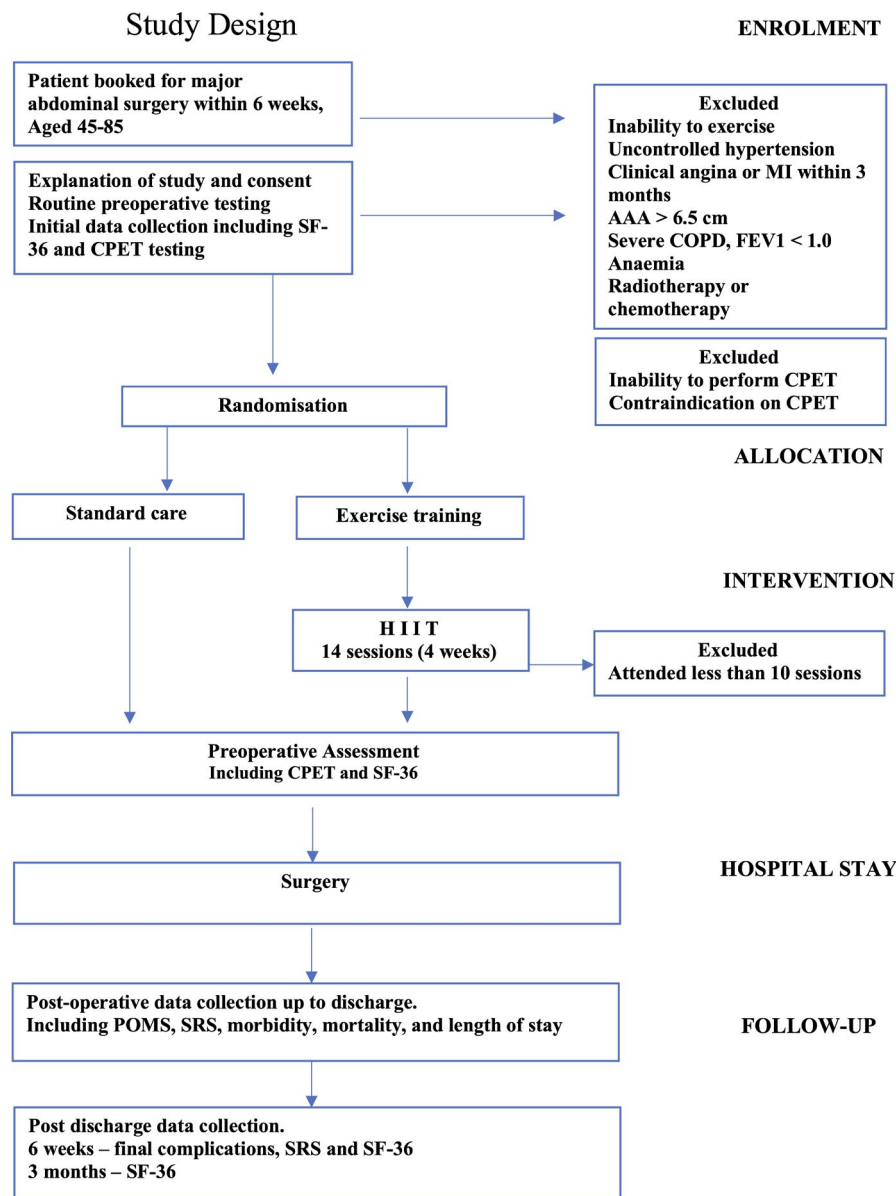 Study Design
ENROLMENT
Patient booked for major
abdominal surgery within 6 weeks,
Aged 45-85
Excluded
Inability to exercise
Uncontrolled hypertension
Clinical angina or MI within 3
months
AAA > 6.5 cm
Severe COPD, FEV1 < 1.0
Anaemia
Radiotherapy or
chemotherapy
Explanation of study and consent
Routine preoperative testing
Initial data collection including SF-
36 and CPET testing
Excluded
Inability to perform CPET
Contraindication on CPET
Randomisation
ALLOCATION
Standard care
Exercise training
INTERVENTION
H I I T
14 sessions (4 weeks)
Excluded
Attended less than 10 sessions
Preoperative Assessment
Including CPET and SF-36
HOSPITAL STAY
Surgery
Post-operative data collection up to discharge.
Including POMS, SRS, morbidity, mortality, and length of stay
FOLLOW-UP
Post discharge data collection.
6 weeks – final complications, SRS and SF-36
3 months – SF-36